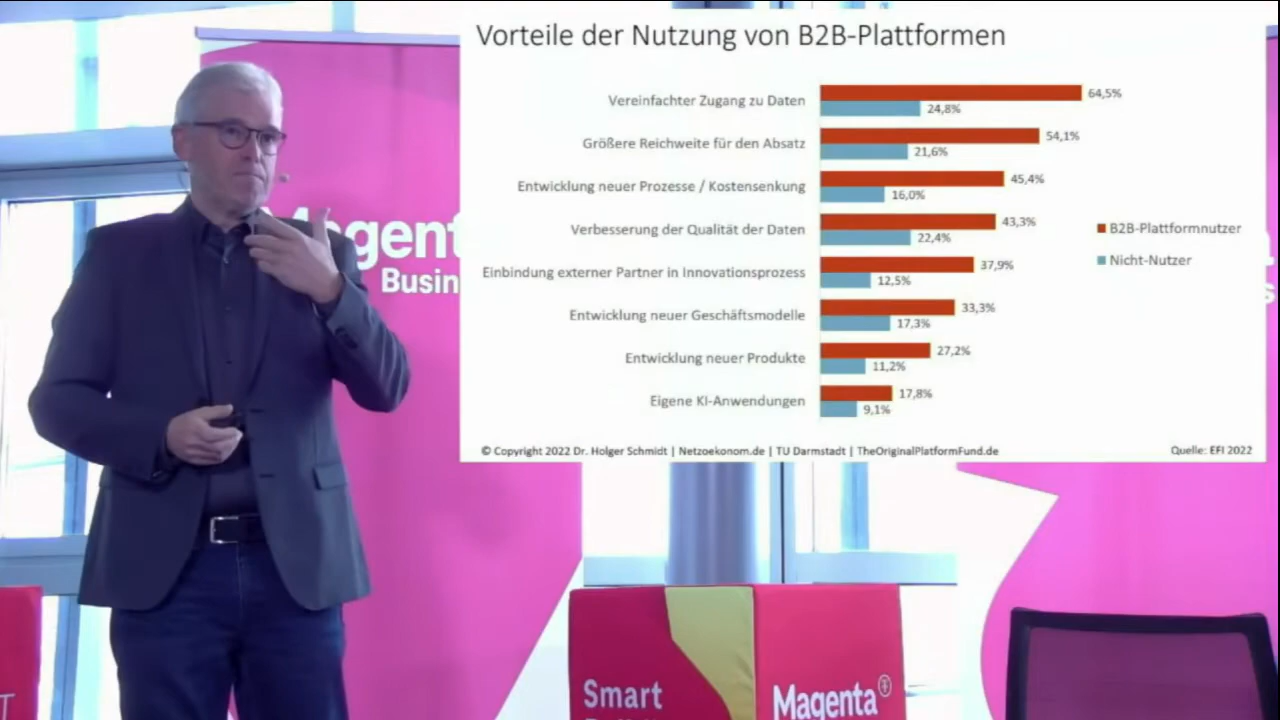 Vorteile der Nutzung von B2B-Plattformen
Vereinfachter Zugang zu Daten
64,5%
24,8%
Größere Reichweite für den Absatz
54,1%
21,6%
Entwicklung neuer Prozesse / Kostensenkung
45,4%
16,0%
Verbesserung der Qualität der Daten
43,3%
22,4%
Einbindung externer Partner in Innovationsprozess
37,9%
12,5%
Entwicklung neuer Geschäftsmodelle
33,3%
17,3%
Entwicklung neuer Produkte
27,2%
11,2%
Eigene KI-Anwendungen
17,8%
9,1%
B2B-Plattformnutzer
Nicht-Nutzer
© Copyright 2022 Dr. Holger Schmidt | Netzoekonom.de | TU Darmstadt | TheOriginalPlatformFund.de
Quelle: EFI 2022
Smart
Magenta®